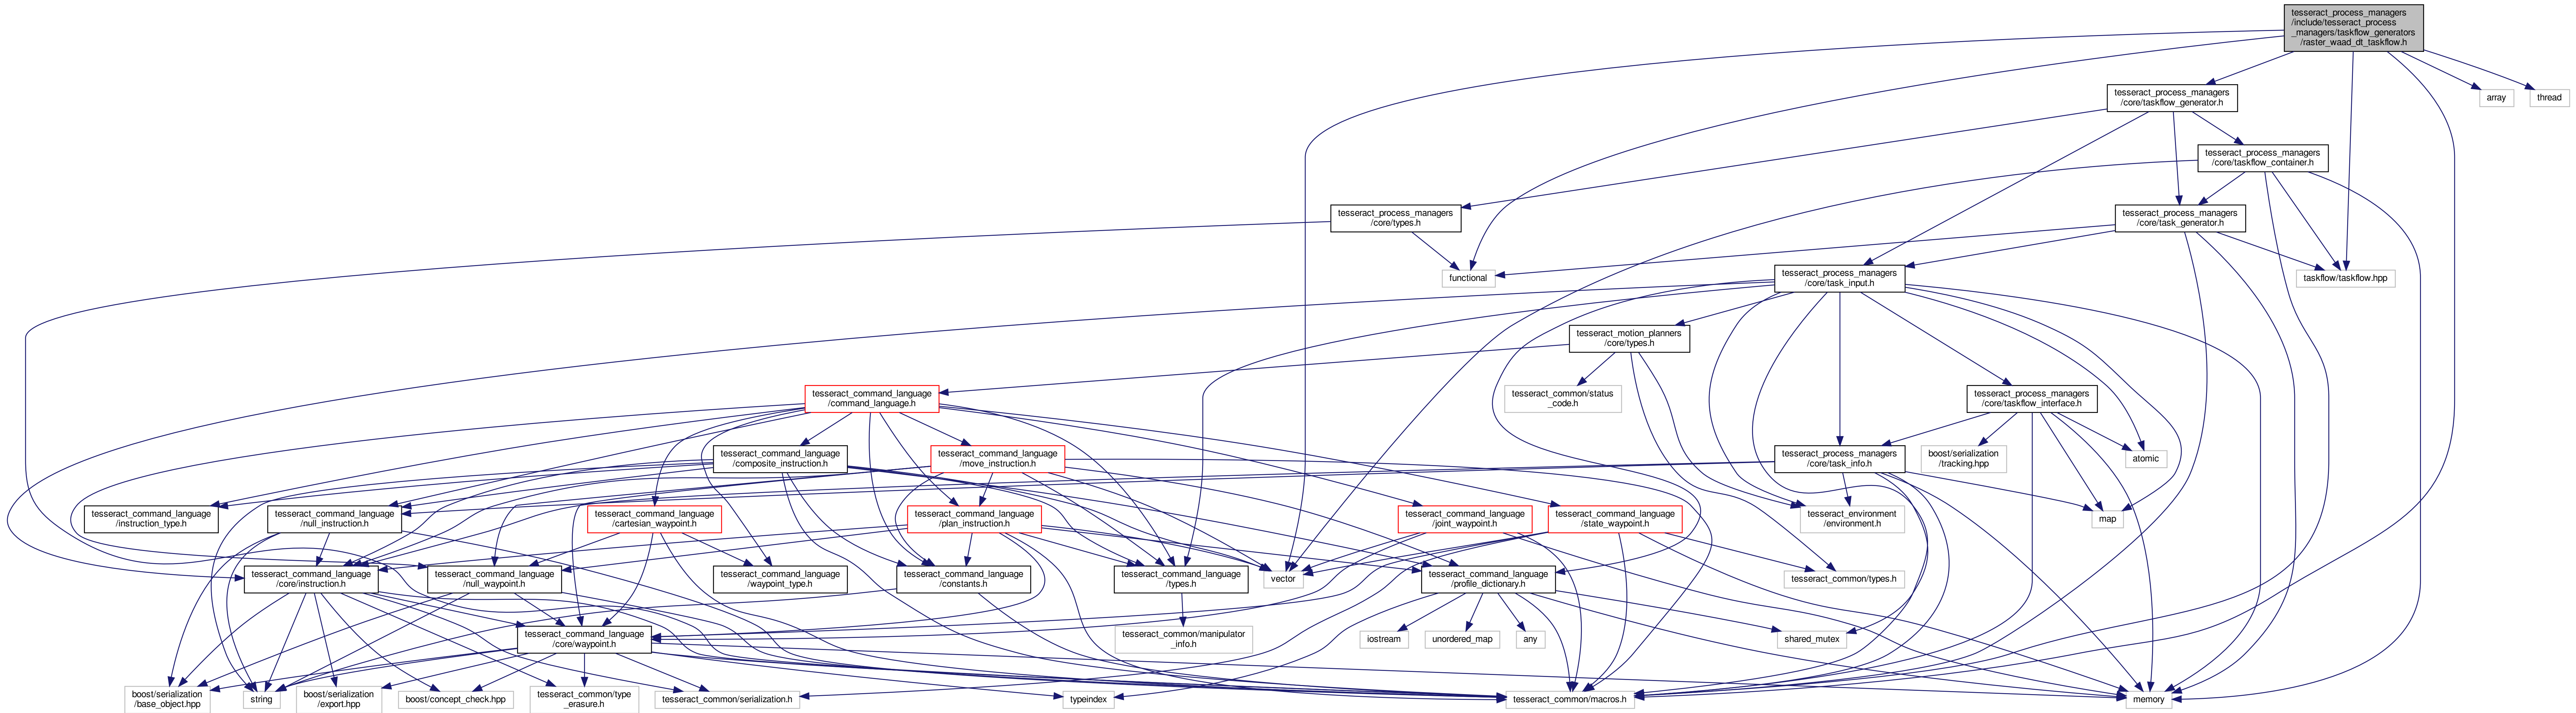 tesseract_process_managers
/include/tesseract_process
_managers/taskflow_generators
/raster_waad_dt_taskflow.h
tesseract_process_managers
/core/taskflow_generator.h
array
thread
tesseract_process_managers
/core/taskflow_container.h
tesseract_process_managers
/core/types.h
tesseract_process_managers
/core/task_generator.h
functional
tesseract_process_managers
/core/task_input.h
taskflow/taskflow.hpp
tesseract_motion_planners
/core/types.h
tesseract_command_language
/command_language.h
tesseract_common/status
_code.h
tesseract_process_managers
/core/taskflow_interface.h
tesseract_command_language
/composite_instruction.h
tesseract_command_language
/move_instruction.h
tesseract_process_managers
/core/task_info.h
boost/serialization
/tracking.hpp
atomic
tesseract_command_language
/instruction_type.h
tesseract_command_language
/null_instruction.h
tesseract_command_language
/cartesian_waypoint.h
tesseract_command_language
/plan_instruction.h
tesseract_command_language
/joint_waypoint.h
tesseract_command_language
/state_waypoint.h
tesseract_environment
/environment.h
map
tesseract_command_language
/core/instruction.h
tesseract_command_language
/null_waypoint.h
tesseract_command_language
/waypoint_type.h
tesseract_command_language
/constants.h
tesseract_command_language
/types.h
vector
tesseract_command_language
/profile_dictionary.h
tesseract_common/types.h
tesseract_command_language
/core/waypoint.h
tesseract_common/manipulator
_info.h
iostream
unordered_map
any
shared_mutex
boost/serialization
/base_object.hpp
string
boost/serialization
/export.hpp
boost/concept_check.hpp
tesseract_common/type
_erasure.h
tesseract_common/serialization.h
typeindex
tesseract_common/macros.h
memory